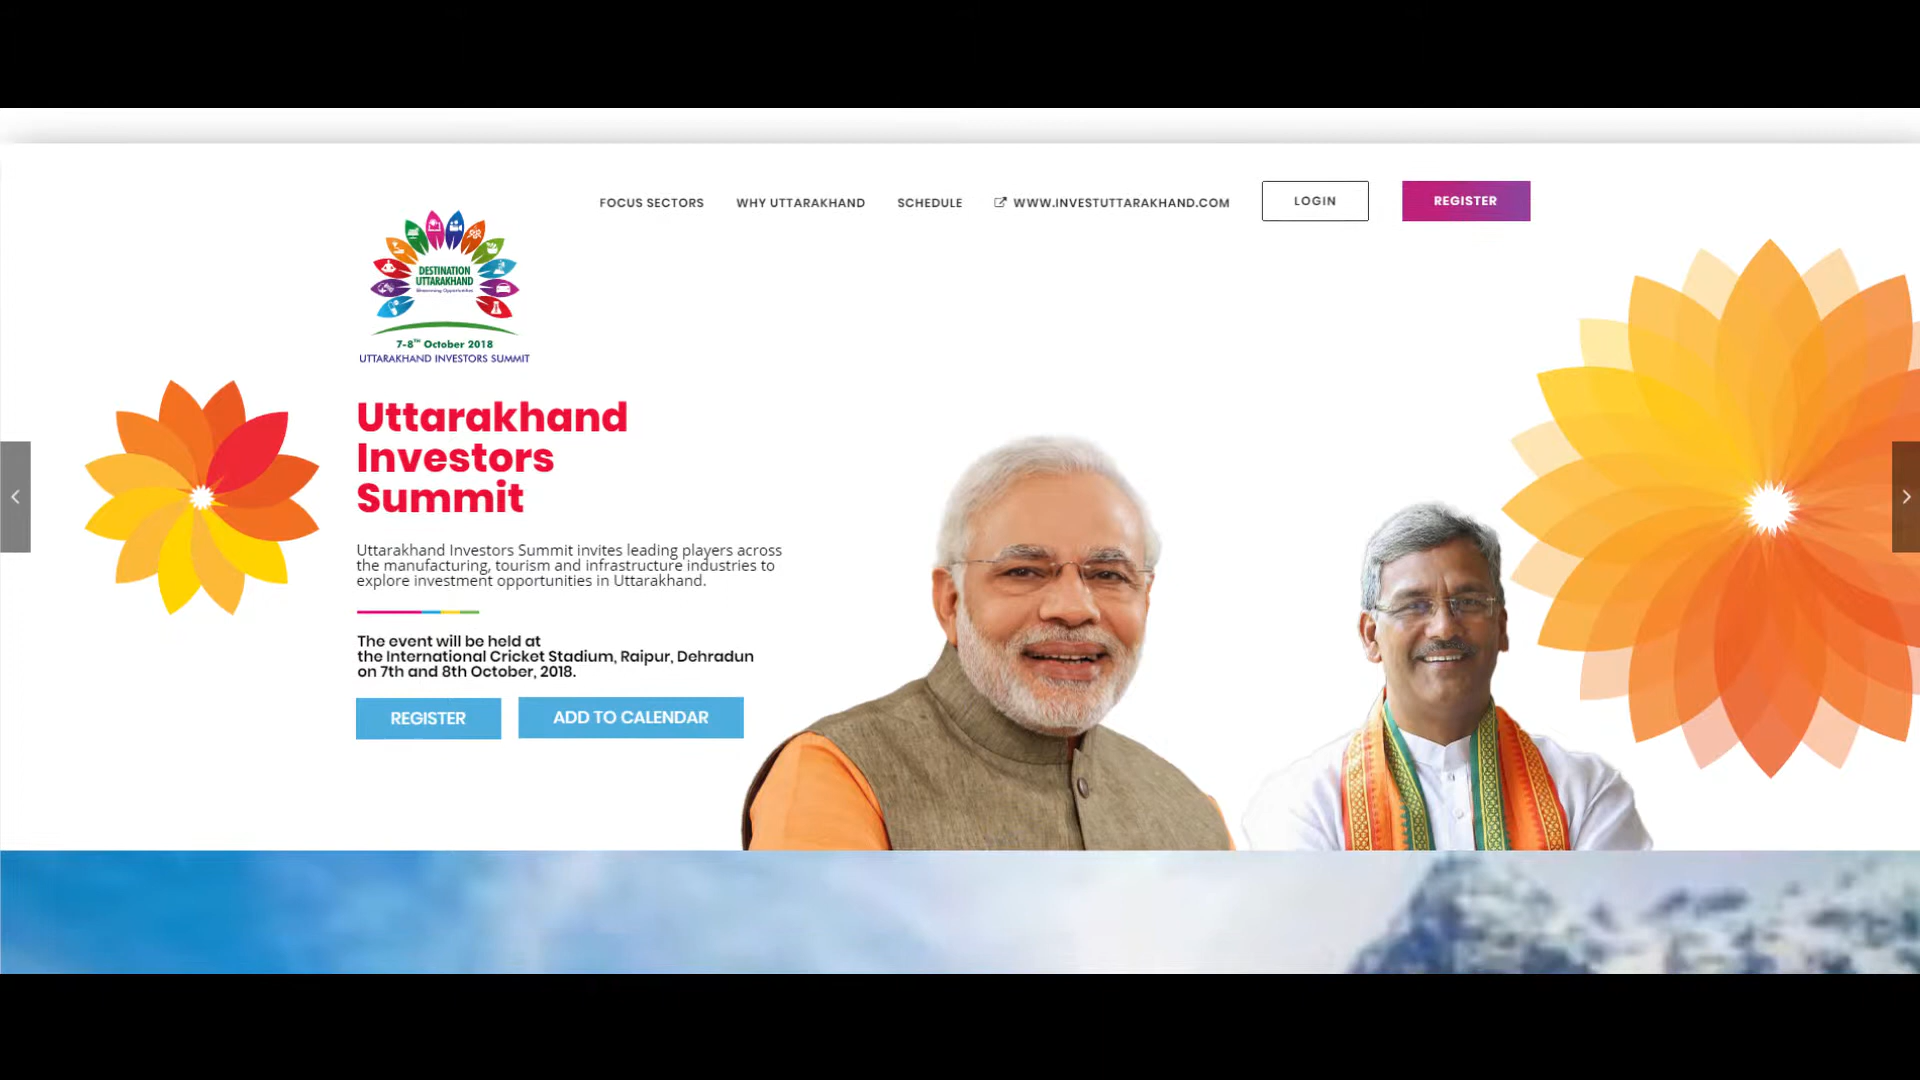 FOCUS SECTORS
WHY UTTARAKHAND
SCHEDULE
WWW.INVESTUTTARAKHAND.COM
LOGIN
REGISTER
DESTINATION
UTTARAKHAND
Blossoming Opportunities
7-8TH October 2018
UTTARAKHAND INVESTORS SUMMIT
Uttarakhand
Investors
Summit
Uttarakhand Investors Summit invites leading players across
the manufacturing, tourism and infrastructure industries to
explore investment opportunities in Uttarakhand.
The event will be held at
the International Cricket Stadium, Raipur, Dehradun
on 7th and 8th October, 2018.
REGISTER
ADD TO CALENDAR